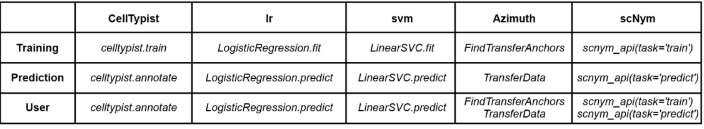 CellTypist lr svm Azimuth scNym
Training celltypist.train LogisticRegression.fit LinearSVC.fit FindTransferAnchors scnym_api(task='train')
Prediction celltypist.annotate LogisticRegression.predict LinearSVC.predict TransferData scnym_api(task='predict')
User celltypist.annotate LogisticRegression.predict LinearSVC.predict FindTransferAnchors scnym_api(task='train')
TransferData scnym_api(task='predict')